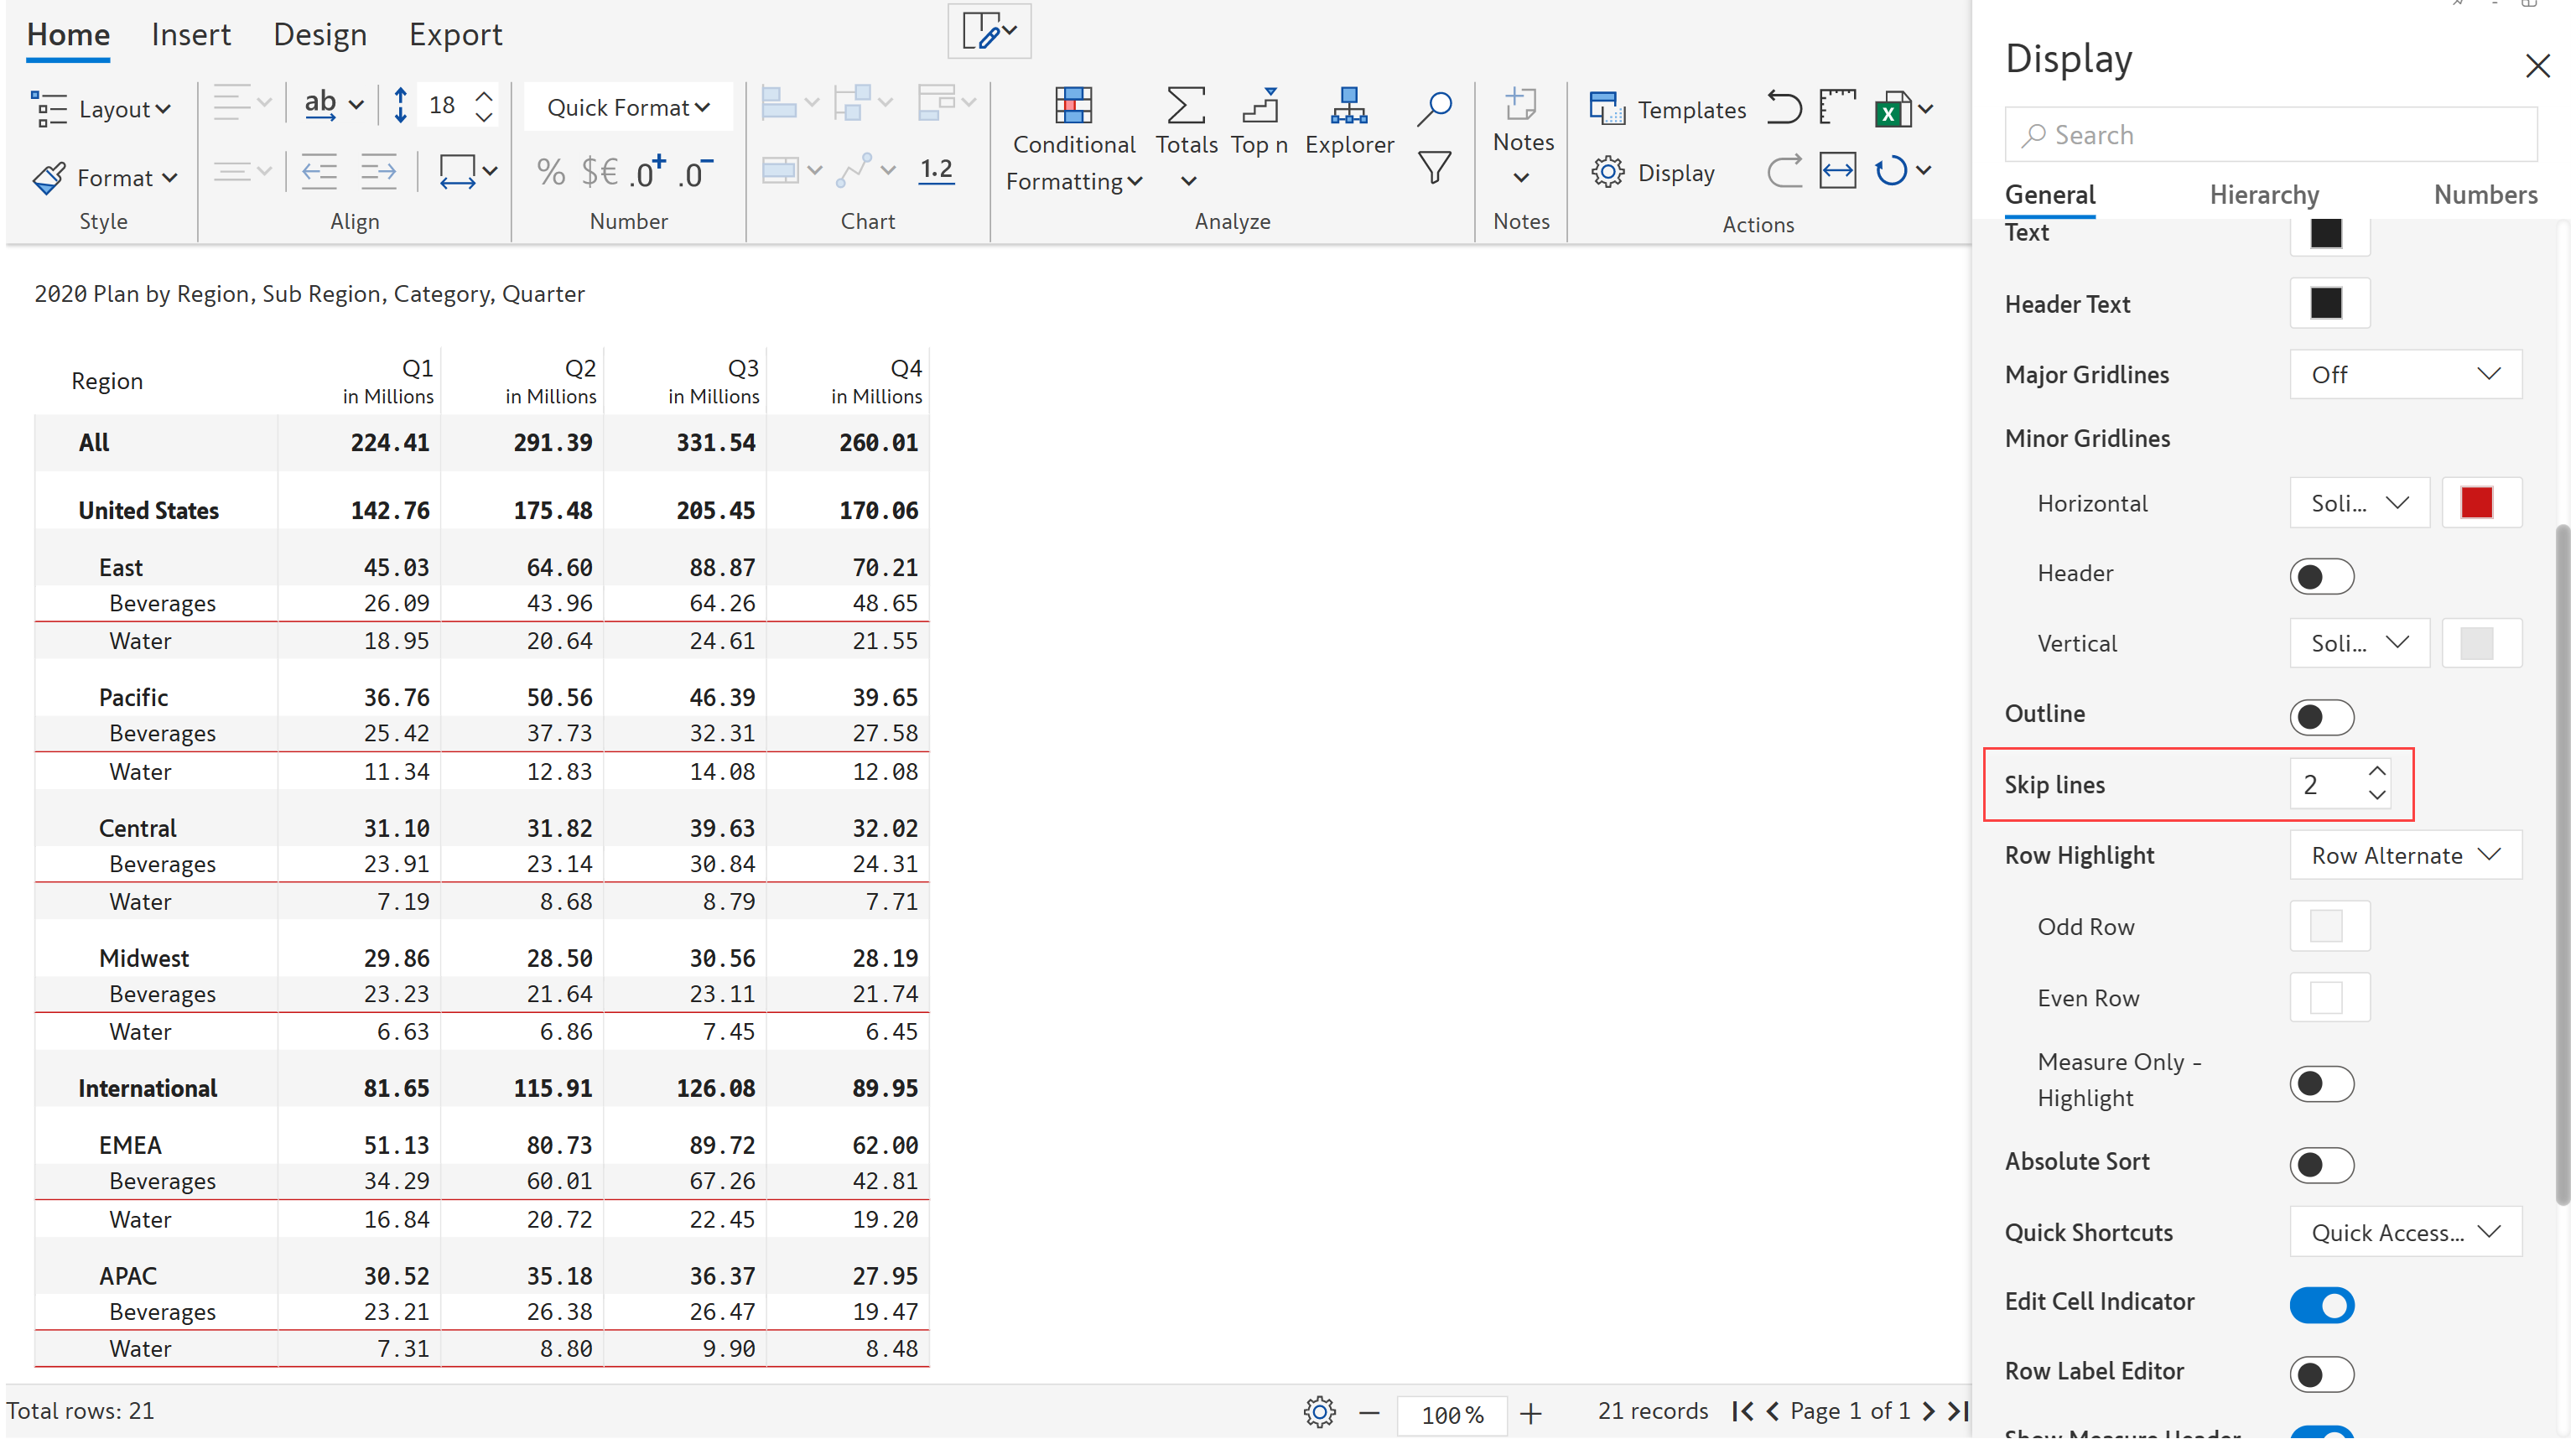 Home Insert Design Export
Layout
ab
18
Quick Format
Format
% $€ .0+ .0-
1.2
Conditional Formatting
Totals
Top n
Explorer
Notes
Templates
Display
Style
Align
Number
Chart
Analyze
Notes
Actions
2020 Plan by Region, Sub Region, Category, Quarter
Region Q1 in Millions Q2 in Millions Q3 in Millions Q4 in Millions
All 224.41 291.39 331.54 260.01
United States 142.76 175.48 205.45 170.06
East 45.03 64.60 88.87 70.21
Beverages 26.09 43.96 64.26 48.65
Water 18.95 20.64 24.61 21.55
Pacific 36.76 50.56 46.39 39.65
Beverages 25.42 37.73 32.31 27.58
Water 11.34 12.83 14.08 12.08
Central 31.10 31.82 39.63 32.02
Beverages 23.91 23.14 30.84 24.31
Water 7.19 8.68 8.79 7.71
Midwest 29.86 28.50 30.56 28.19
Beverages 23.23 21.64 23.11 21.74
Water 6.63 6.86 7.45 6.45
International 81.65 115.91 126.08 89.95
EMEA 51.13 80.73 89.72 62.00
Beverages 34.29 60.01 67.26 42.81
Water 16.84 20.72 22.45 19.20
APAC 30.52 35.18 36.37 27.95
Beverages 23.21 26.38 26.47 19.47
Water 7.31 8.80 9.90 8.48
Total rows: 21
100%
21 records
Page 1 of 1
Display
Search
General Hierarchy Numbers
Text
Header Text
Major Gridlines Off
Minor Gridlines
Horizontal Soli...
Header
Vertical Soli...
Outline
Skip lines 2
Row Highlight Row Alternate
Odd Row
Even Row
Measure Only -
Highlight
Absolute Sort
Quick Shortcuts Quick Access...
Edit Cell Indicator
Row Label Editor
Show Measure Header